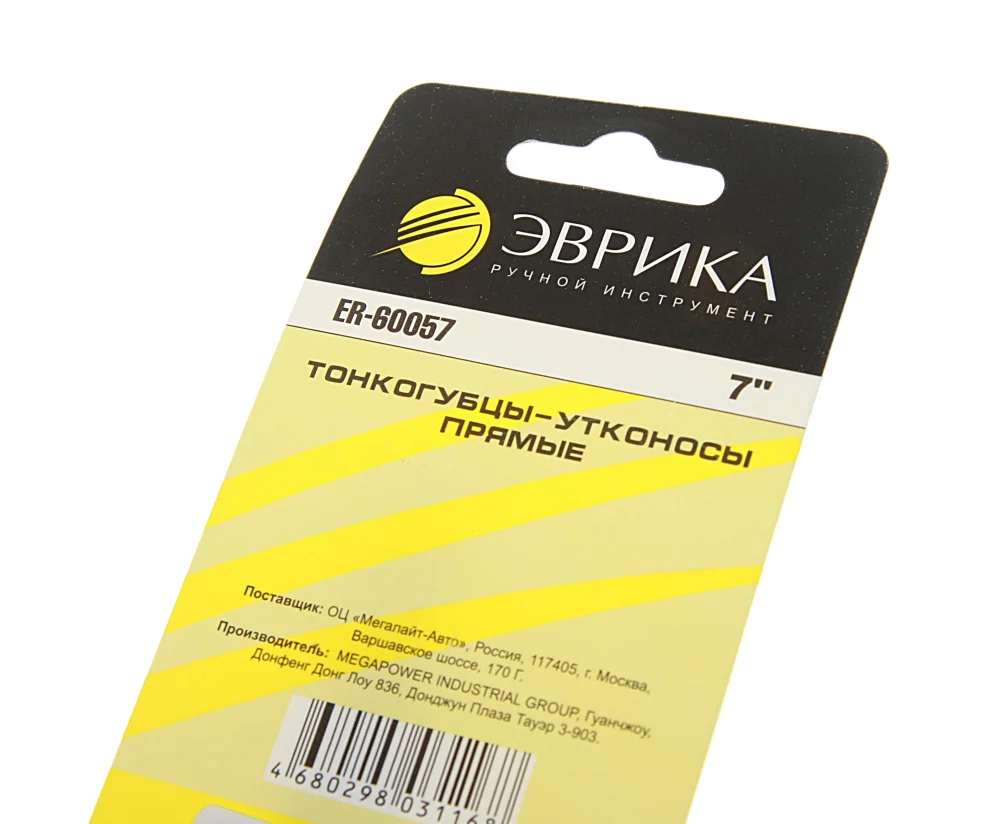 ЭВРИКА
РУЧНОЙ ИНСТРУМЕНТ
ER-60057
7"
ТОНКОГУБЦЫ-УТКОНОСЫ
ПРЯМЫЕ
Поставщик: ОЦ «Мегалайт-Авто», Россия, 117405, г. Москва,
Варшавское шоссе, 170 Г.
Производитель: MEGAPOWER INDUSTRIAL GROUP, Гуанчжоу,
Донфенг Донг Лоу 836, Донджун Плаза Тауэр 3-903.
4 680298 031168